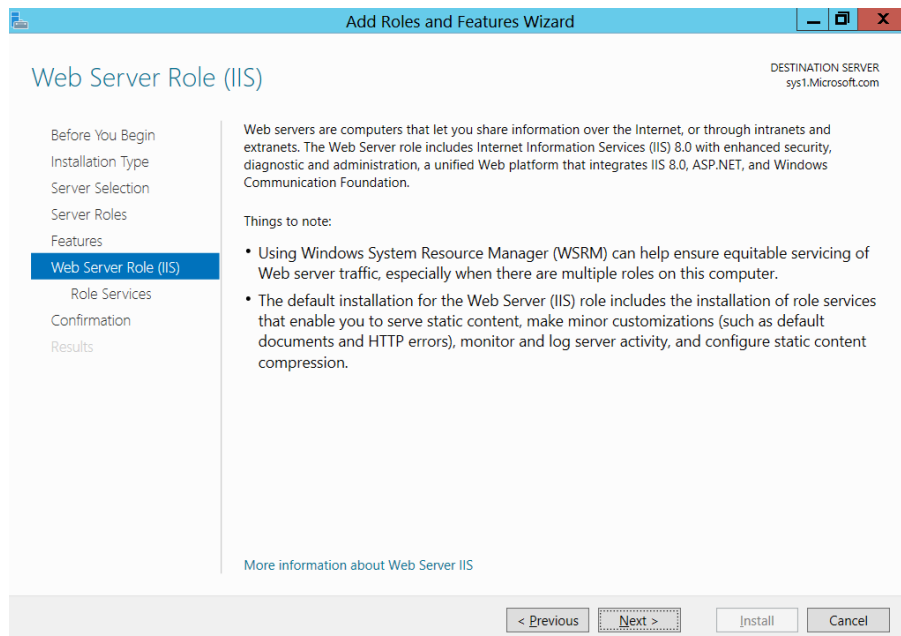 Add Roles and Features Wizard
Web Server Role (IIS)
DESTINATION SERVER
sys1.Microsoft.com
Before You Begin
Installation Type
Server Selection
Server Roles
Features
Web Server Role (IIS)
Role Services
Confirmation
Results
Web servers are computers that let you share information over the Internet, or through intranets and
extranets. The Web Server role includes Internet Information Services (IIS) 8.0 with enhanced security,
diagnostic and administration, a unified Web platform that integrates IIS 8.0, ASP.NET, and Windows
Communication Foundation.
Things to note:
• Using Windows System Resource Manager (WSRM) can help ensure equitable servicing of
Web server traffic, especially when there are multiple roles on this computer.
• The default installation for the Web Server (IIS) role includes the installation of role services
that enable you to serve static content, make minor customizations (such as default
documents and HTTP errors), monitor and log server activity, and configure static content
compression.
More information about Web Server IIS
< Previous
Next >
Install
Cancel